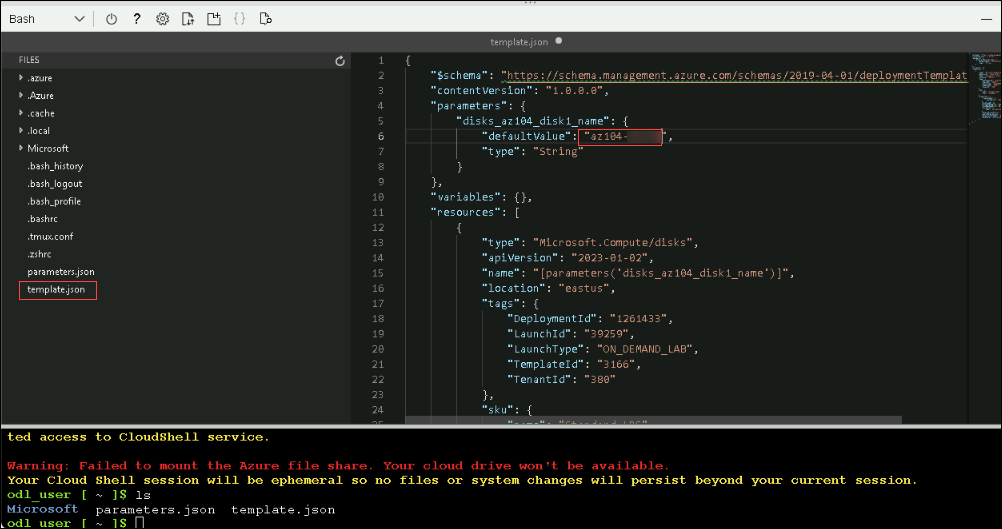 Bash
template.json
FILES
.azure
.Azure
.cache
.local
Microsoft
.bash_history
.bash_logout
.bash_profile
.bashrc
.tmux.conf
.zshrc
parameters.json
template.json
1 {
2 "$schema": "https://schema.management.azure.com/schemas/2019-04-01/deploymentTemplat
3 "contentVersion": "1.0.0.0",
4 "parameters": {
5 "disks_az104_disk1_name": {
6 "defaultValue": "az104- ",
7 "type": "String"
8 }
9 },
10 "variables": {},
11 "resources": [
12 {
13 "type": "Microsoft.Compute/disks",
14 "apiVersion": "2023-01-02",
15 "name": "[parameters('disks_az104_disk1_name')]",
16 "location": "eastus",
17 "tags": {
18 "DeploymentId": "1261433",
19 "LaunchId": "39259",
20 "LaunchType": "ON_DEMAND_LAB",
21 "TemplateId": "3166",
22 "TenantId": "380"
23 },
24 "sku": {
ted access to CloudShell service.
Warning: Failed to mount the Azure file share. Your cloud drive won't be available.
Your Cloud Shell session will be ephemeral so no files or system changes will persist beyond your current session.
odl_user [ ~ ]$ ls
Microsoft parameters.json template.json
odl_user [ ~ ]$